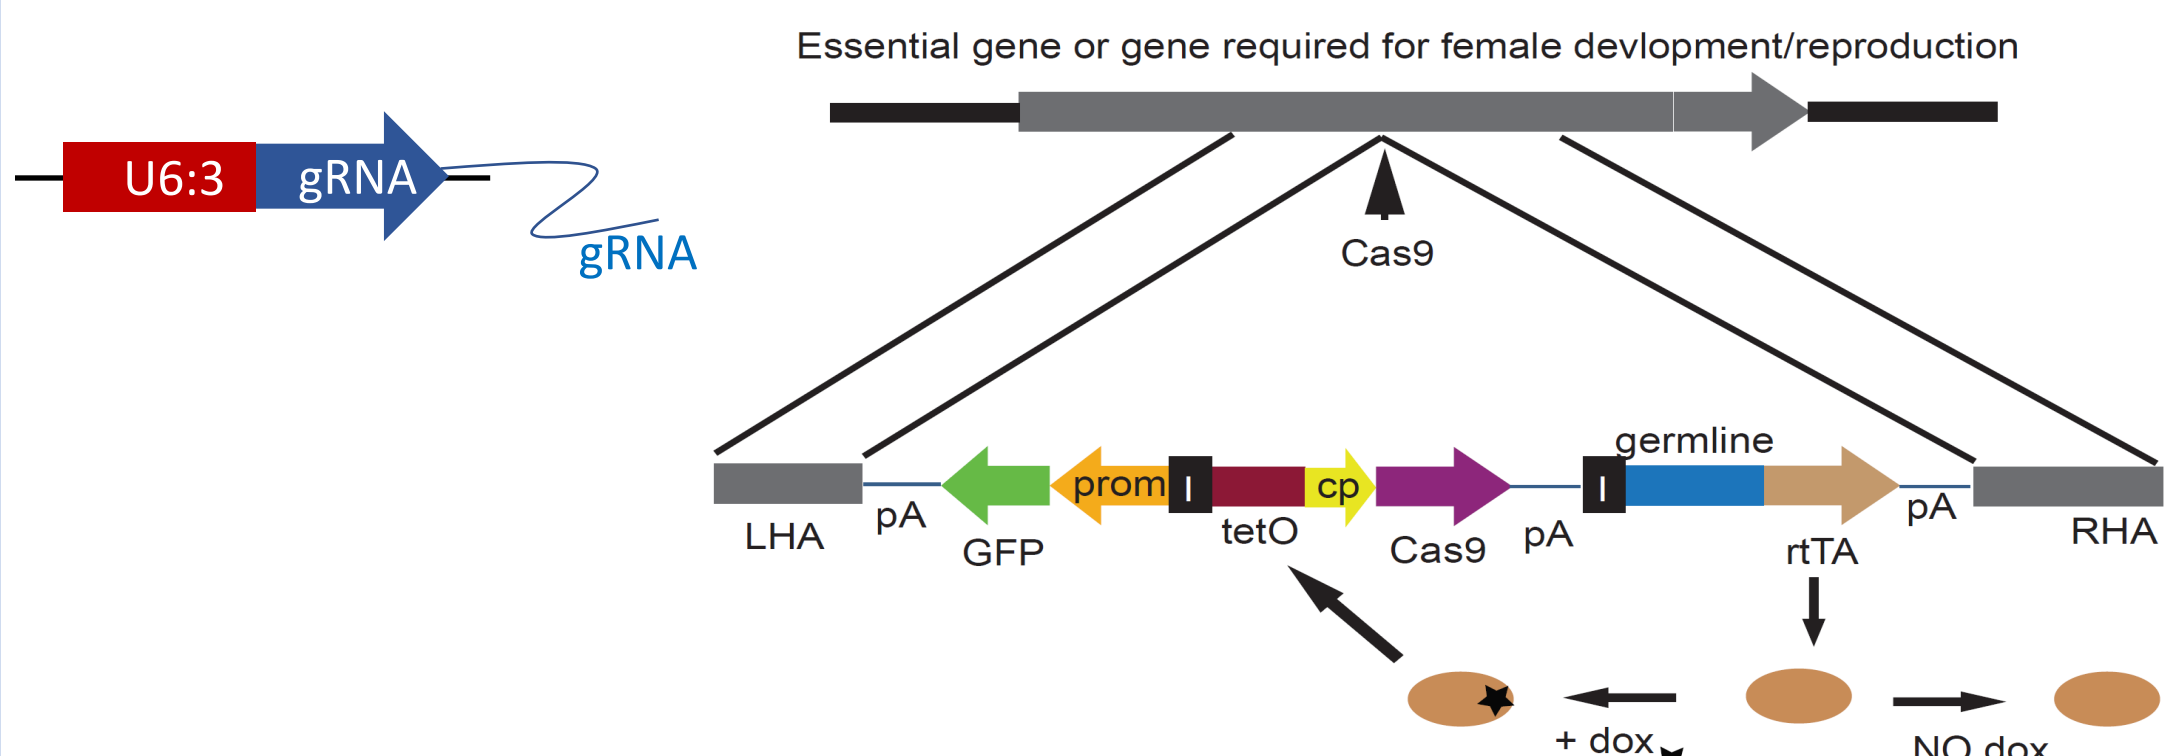 Essential gene or gene required for female devlopment/reproduction
U6:3
gRNA
gRNA
Cas9
germline
prom
I
cp
I
LHA
pA
GFP
tetO
Cas9
pA
rtTA
pA
RHA
+ dox
NO dox